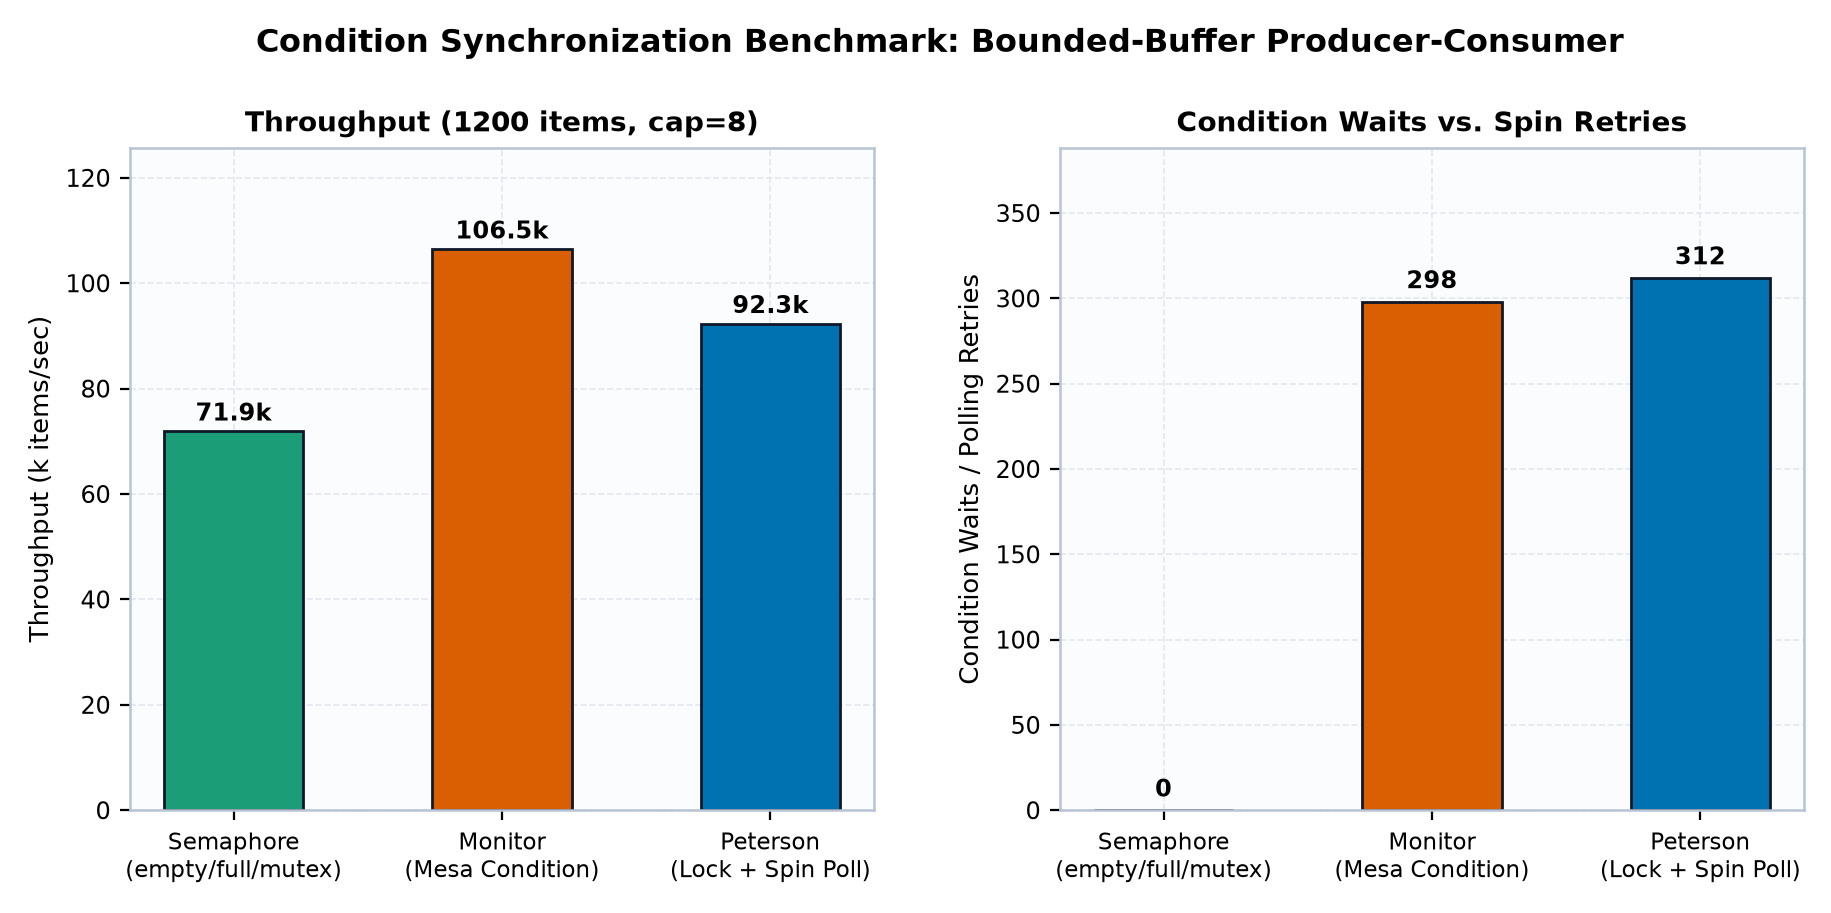 Condition Synchronization Benchmark: Bounded-Buffer Producer-Consumer
Throughput (1200 items, cap=8)
Throughput (k items/sec)
120
100
80
60
40
20
0
71.9k
106.5k
92.3k
Semaphore
(empty/full/mutex)
Monitor
(Mesa Condition)
Peterson
(Lock + Spin Poll)
Condition Waits vs. Spin Retries
Condition Waits / Polling Retries
350
300
250
200
150
100
50
0
0
298
312
Semaphore
(empty/full/mutex)
Monitor
(Mesa Condition)
Peterson
(Lock + Spin Poll)